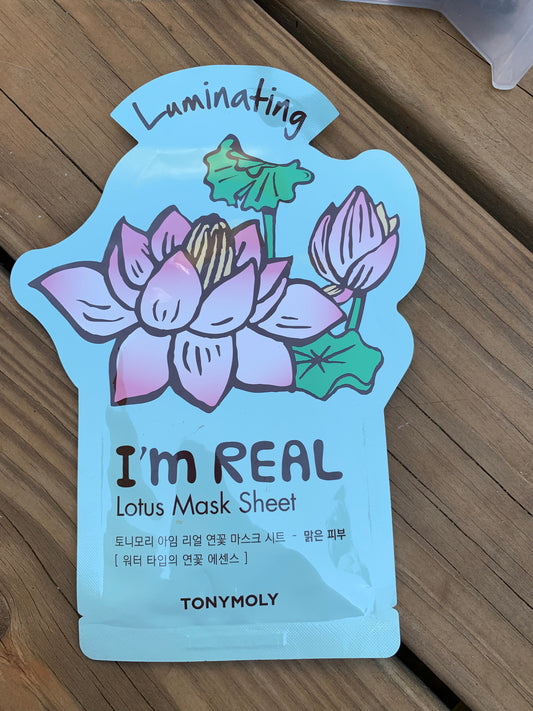 Luminating
I'm REAL
Lotus Mask Sheet
토니모리 아임 리얼 연꽃 마스크 시트 - 맑은 피부
[ 워터 타입의 연꽃 에센스 ]
TONYMOLY